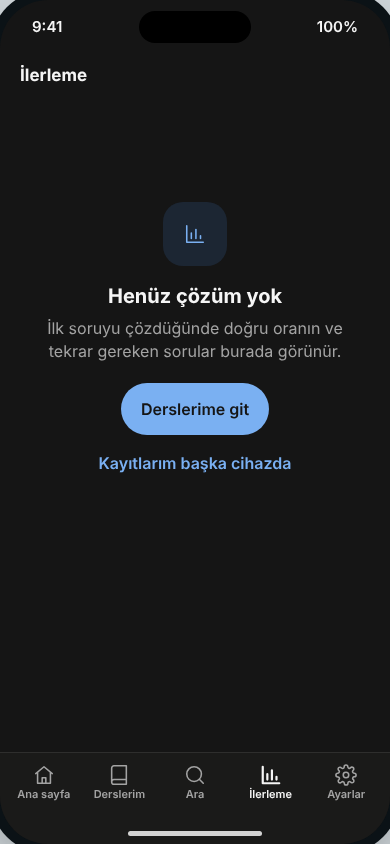 9:41
100%
İlerleme
Henüz çözüm yok
İlk soruyu çözdüğünde doğru oranın ve
tekrar gereken sorular burada görünür.
Derslerime git
Kayıtlarım başka cihazda
Ana sayfa
Derslerim
Ara
İlerleme
Ayarlar